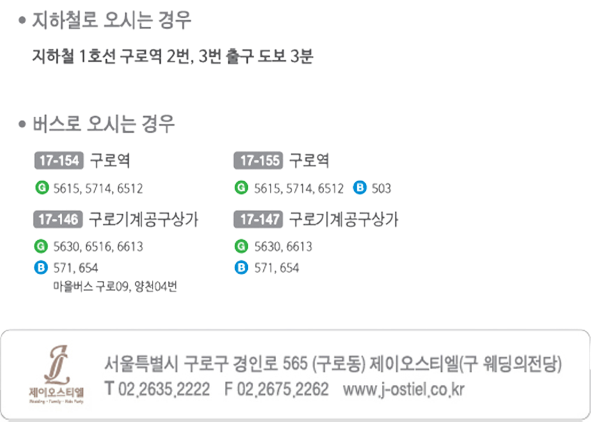 • 지하철로 오시는 경우
지하철 1호선 구로역 2번, 3번 출구 도보 3분
• 버스로 오시는 경우
17-154 구로역
G 5615, 5714, 6512
17-155 구로역
G 5615, 5714, 6512 B 503
17-146 구로기계공구상가
G 5630, 6516, 6613
B 571, 654
마을버스 구로09, 양천04번
17-147 구로기계공구상가
G 5630, 6613
B 571, 654
제이오스티엘
Wedding · Family · Kids Party
서울특별시 구로구 경인로 565 (구로동) 제이오스티엘(구 웨딩의전당)
T 02.2635.2222 F 02.2675.2262 www.j-ostiel.co.kr